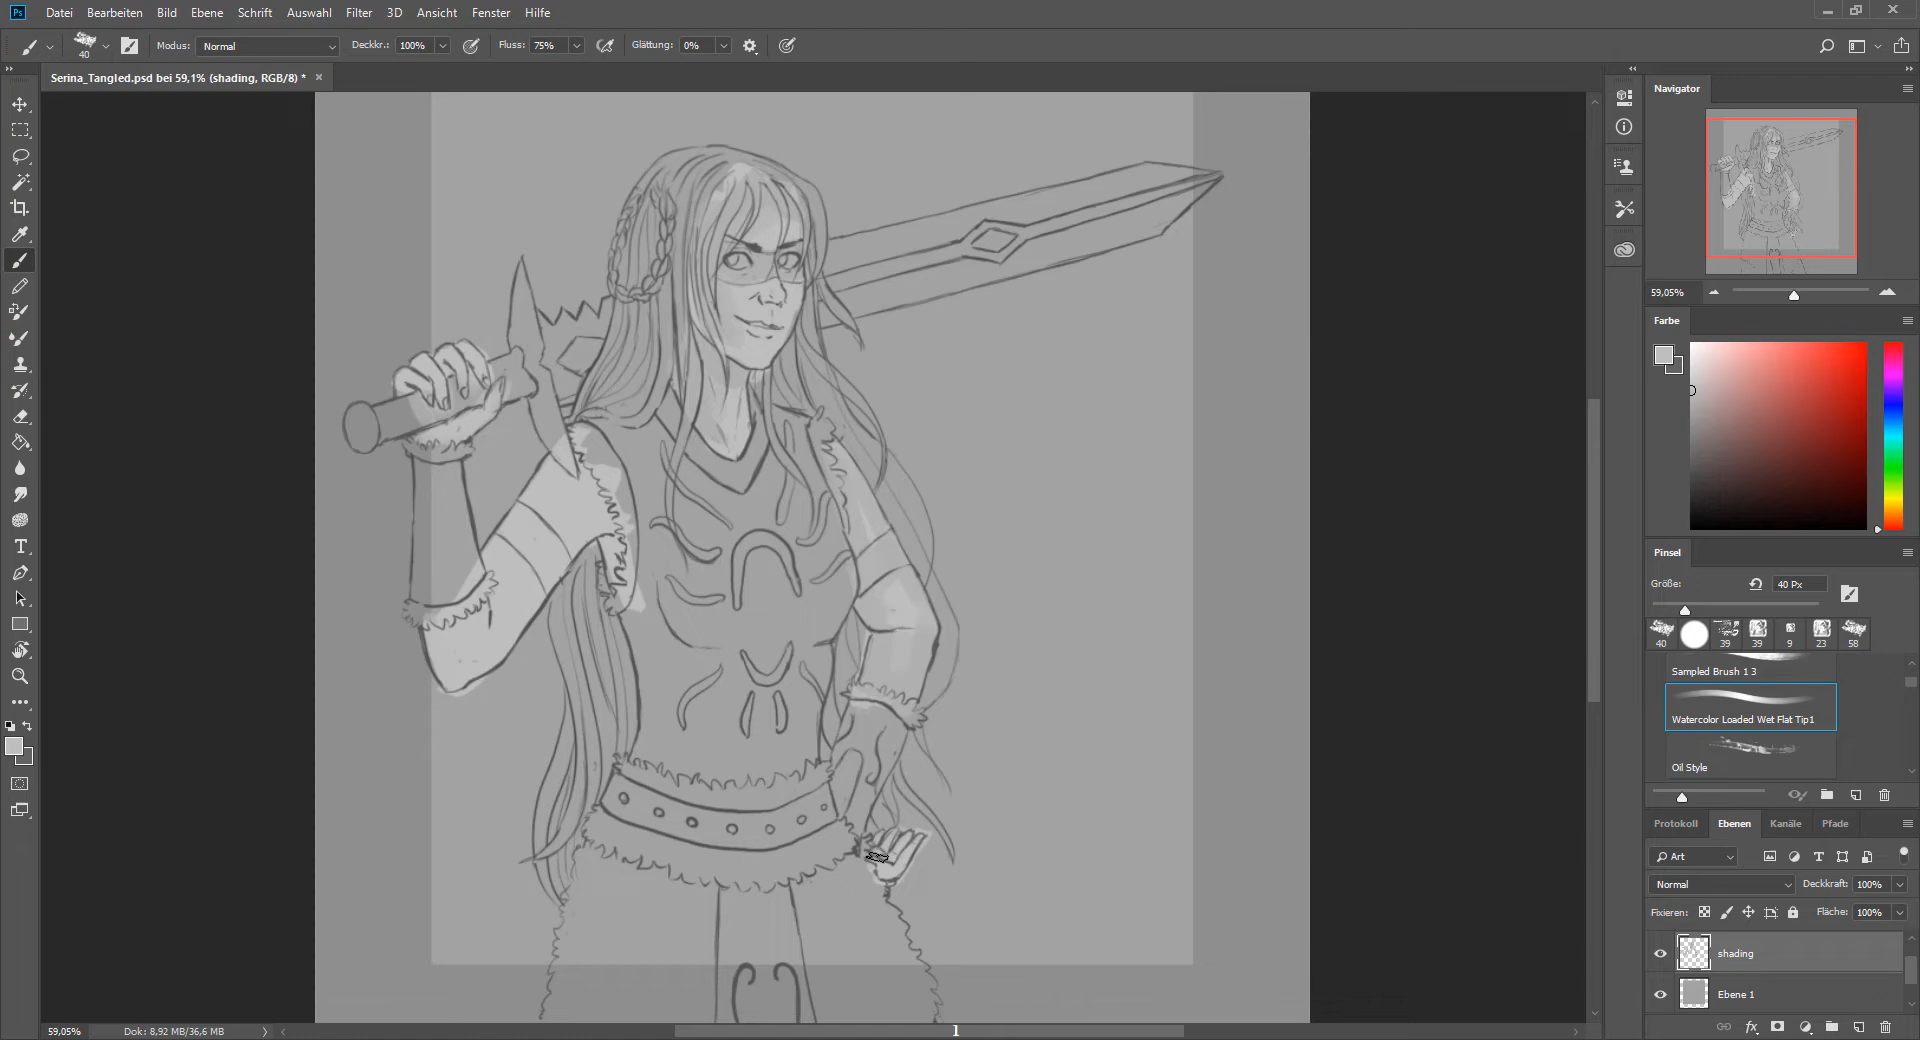 Ps Datei Bearbeiten Bild Ebene Schrift Auswahl Filter 3D Ansicht Fenster Hilfe
40 Modus: Normal Deckkr.: 100% Fluss: 75% Glättung: 0%
Serina_Tangled.psd bei 59,1% (shading, RGB/8) *
Navigator
59,05%
Farbe
Pinsel
Größe: 40 Px
40 39 39 9 23 58
Sampled Brush 1 3
Watercolor Loaded Wet Flat Tip1
Oil Style
Protokoll Ebenen Kanäle Pfade
Art
Normal Deckkraft: 100%
Fixieren: Fläche: 100%
shading
Ebene 1
59,05% Dok: 8,92 MB/36,6 MB